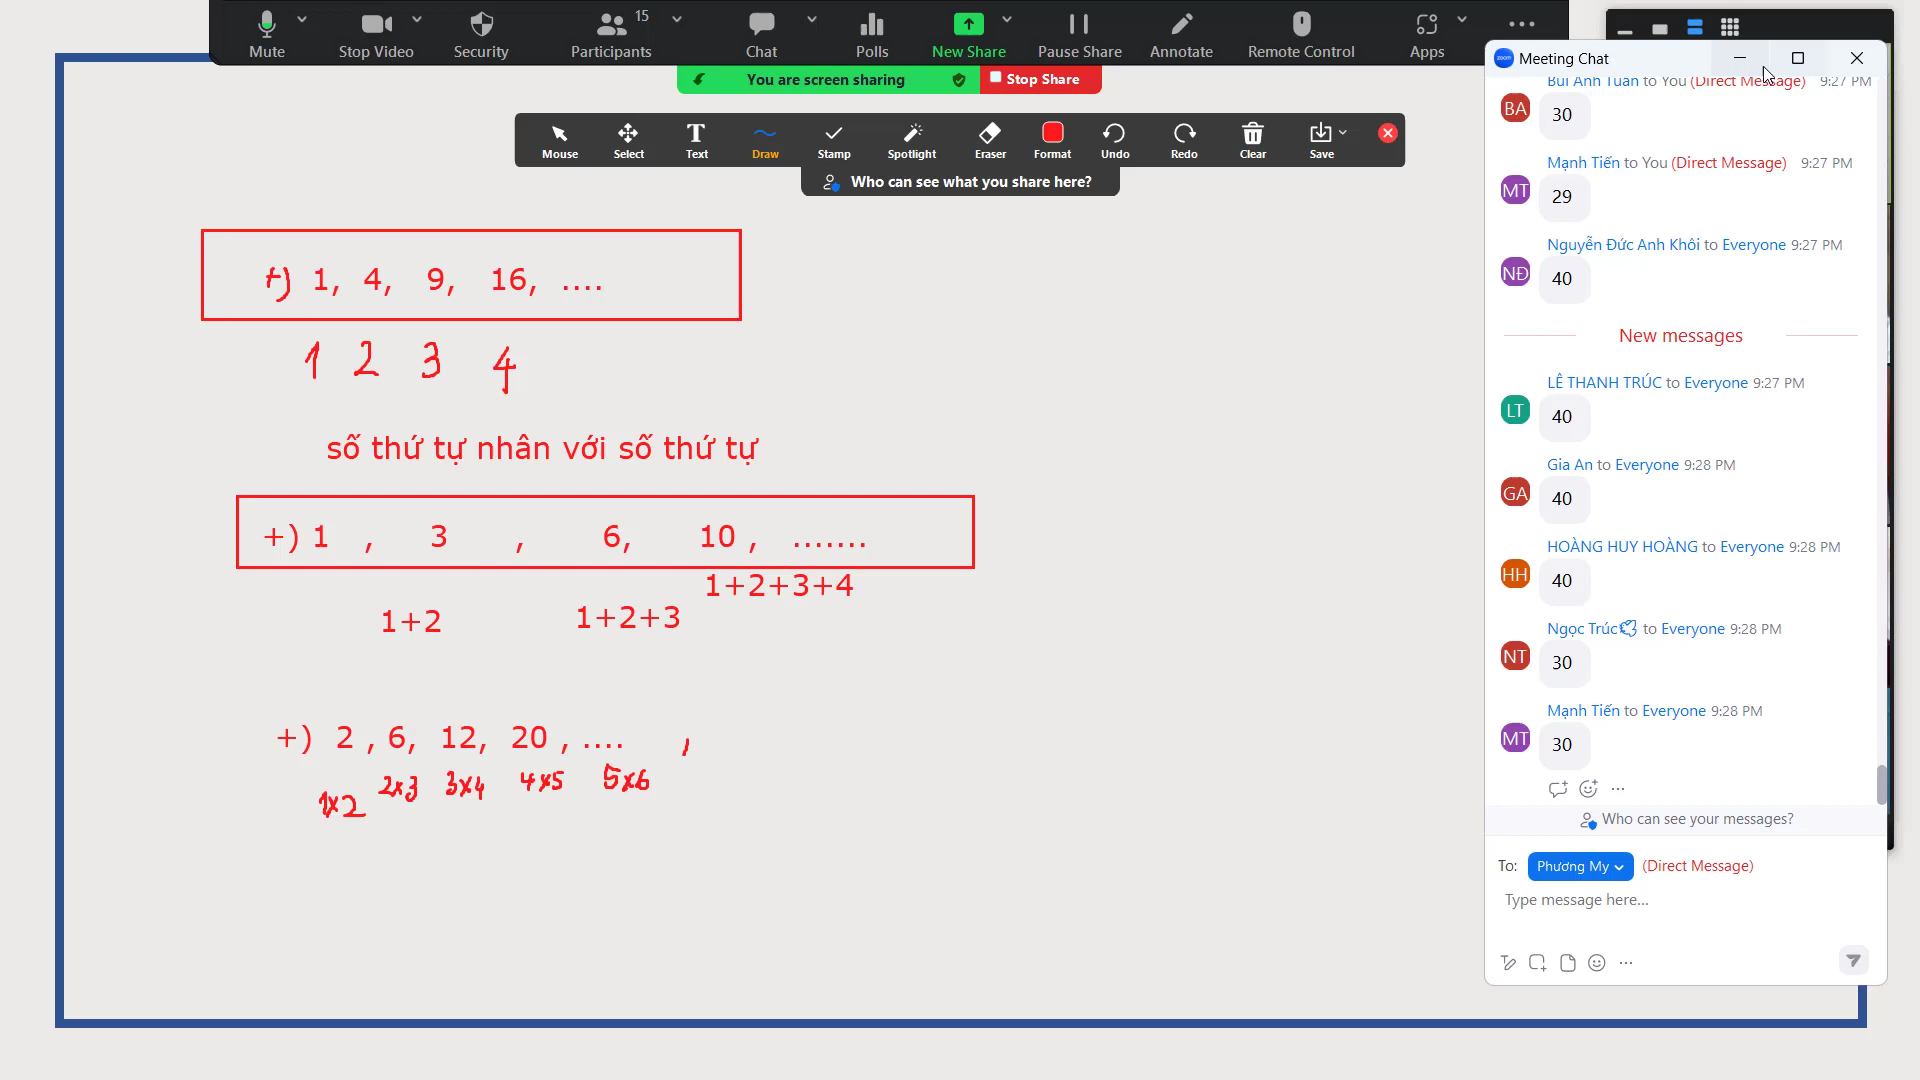 Mute
Stop Video
Security
Participants 15
Chat
Polls
New Share
Pause Share
Annotate
Remote Control
Apps
You are screen sharing
Stop Share
Mouse
Select
Text
Draw
Stamp
Spotlight
Eraser
Format
Undo
Redo
Clear
Save
Who can see what you share here?
+) 1, 4, 9, 16, ....
1 2 3 4
số thứ tự nhân với số thứ tự
+) 1 , 3 , 6, 10 , .......
1+2+3+4
1+2 1+2+3
+) 2 , 6, 12, 20 , .... ,
1x2 2x3 3x4 4x5 5x6
zoom
Meeting Chat
Bùi Anh Tuấn to You (Direct Message) 9:27 PM
BA
30
Mạnh Tiến to You (Direct Message) 9:27 PM
MT
29
Nguyễn Đức Anh Khôi to Everyone 9:27 PM
NĐ
40
New messages
LÊ THANH TRÚC to Everyone 9:27 PM
LT
40
Gia An to Everyone 9:28 PM
GA
40
HOÀNG HUY HOÀNG to Everyone 9:28 PM
HH
40
Ngọc Trúc to Everyone 9:28 PM
NT
30
Mạnh Tiến to Everyone 9:28 PM
MT
30
Who can see your messages?
To: Phương My (Direct Message)
Type message here...